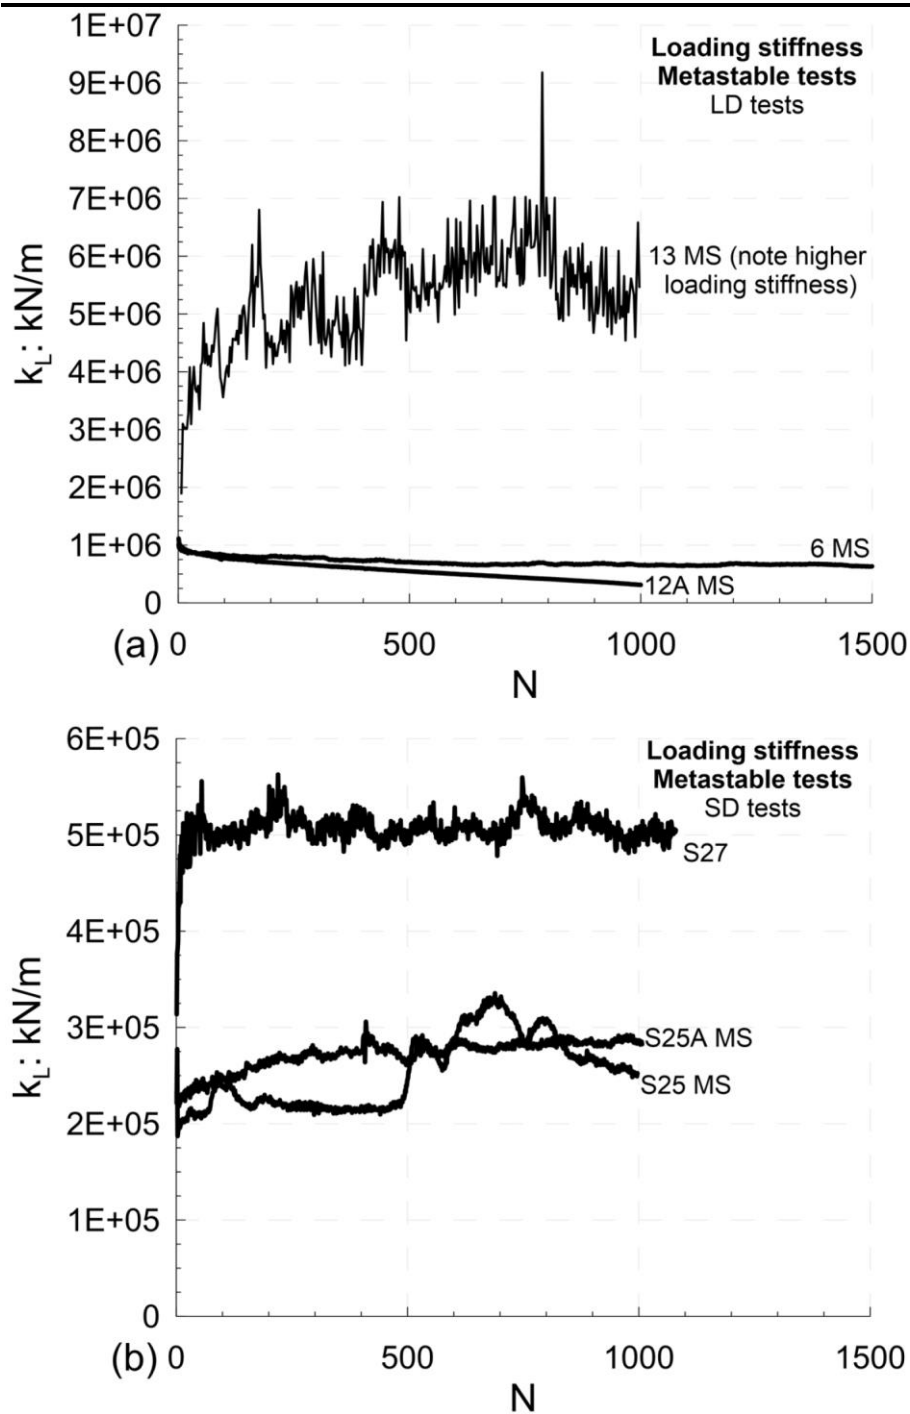 1E+07
9E+06
8E+06
7E+06
6E+06
5E+06
4E+06
3E+06
2E+06
1E+06
0
kL: kN/m
Loading stiffness
Metastable tests
LD tests
13 MS (note higher
loading stiffness)
6 MS
12A MS
(a) 0 500 1000 1500
N
6E+05
5E+05
4E+05
3E+05
2E+05
1E+05
0
kL: kN/m
Loading stiffness
Metastable tests
SD tests
S27
S25A MS
S25 MS
(b) 0 500 1000 1500
N